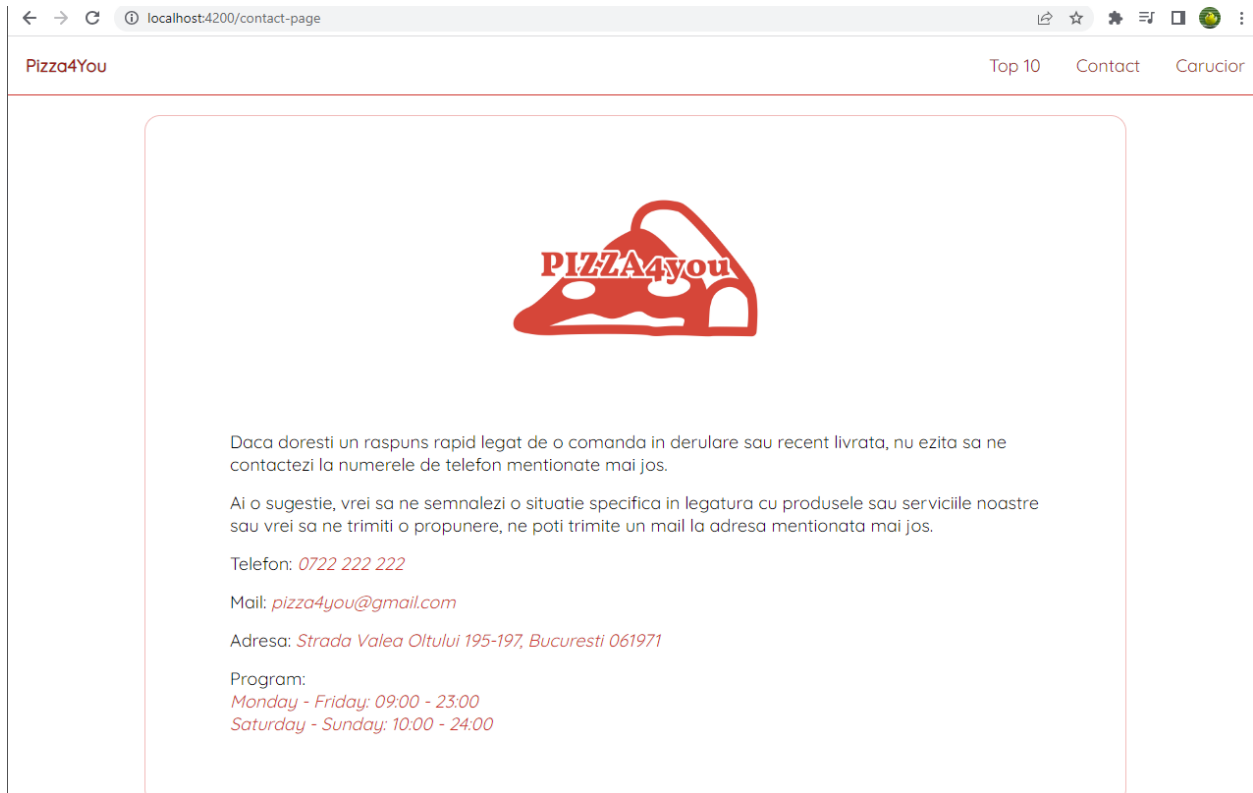 localhost:4200/contact-page
Pizza4You
Top 10
Contact
Carucior
PIZZA4you
Daca doresti un raspuns rapid legat de o comanda in derulare sau recent livrata, nu ezita sa ne
contactezi la numerele de telefon mentionate mai jos.
Ai o sugestie, vrei sa ne semnalezi o situatie specifica in legatura cu produsele sau serviciile noastre
sau vrei sa ne trimiti o propunere, ne poti trimite un mail la adresa mentionata mai jos.
Telefon: 0722 222 222
Mail: pizza4you@gmail.com
Adresa: Strada Valea Oltului 195-197, Bucuresti 061971
Program:
Monday - Friday: 09:00 - 23:00
Saturday - Sunday: 10:00 - 24:00